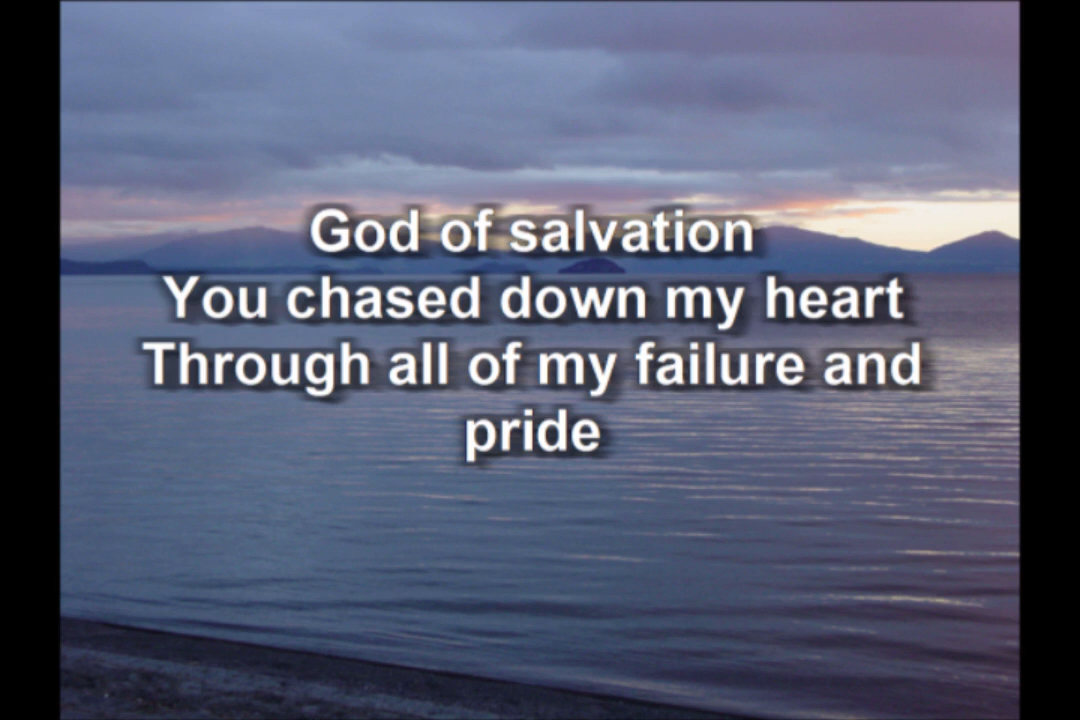 God of salvation
You chased down my heart
Through all of my failure and
pride